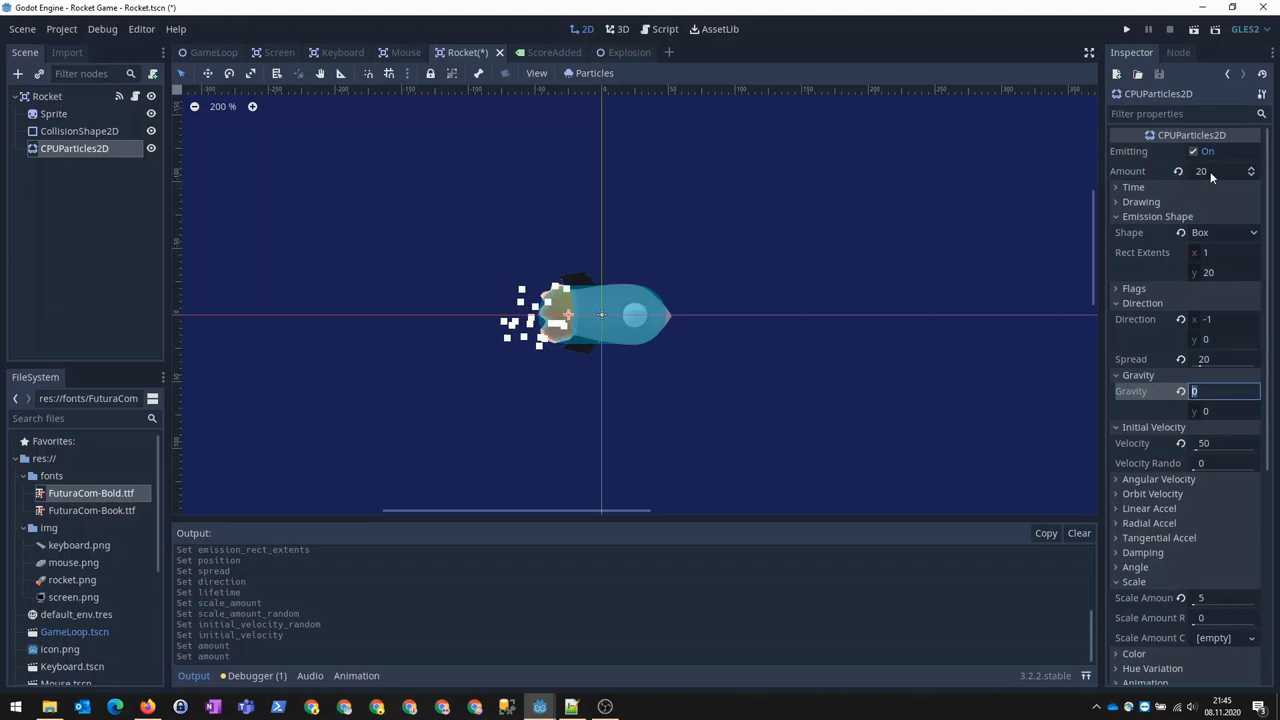 Godot Engine - Rocket Game - Rocket.tscn (*)
Scene Project Debug Editor Help
2D 3D Script AssetLib
GLES2
Scene Import
Filter nodes
Rocket
Sprite
CollisionShape2D
CPUParticles2D
GameLoop Screen Keyboard Mouse Rocket(*) ScoreAdded Explosion
View Particles
200 %
FileSystem
res://fonts/FuturaCom
Search files
Favorites:
res://
fonts
FuturaCom-Bold.ttf
FuturaCom-Book.ttf
img
keyboard.png
mouse.png
rocket.png
screen.png
default_env.tres
GameLoop.tscn
icon.png
Keyboard.tscn
Mouse.tscn
Output:
Copy Clear
Set emission_rect_extents
Set position
Set spread
Set direction
Set lifetime
Set scale_amount
Set scale_amount_random
Set initial_velocity_random
Set initial_velocity
Set amount
Set amount
Output Debugger (1) Audio Animation
3.2.2.stable
Inspector Node
CPUParticles2D
Filter properties
CPUParticles2D
Emitting On
Amount 20
Time
Drawing
Emission Shape
Shape Box
Rect Extents x 1
y 20
Flags
Direction
Direction x -1
y 0
Spread 20
Gravity
Gravity 0
y 0
Initial Velocity
Velocity 50
Velocity Rando 0
Angular Velocity
Orbit Velocity
Linear Accel
Radial Accel
Tangential Accel
Damping
Angle
Scale
Scale Amoun 5
Scale Amount R 0
Scale Amount C [empty]
Color
Hue Variation
Animation
21:45
08.11.2020